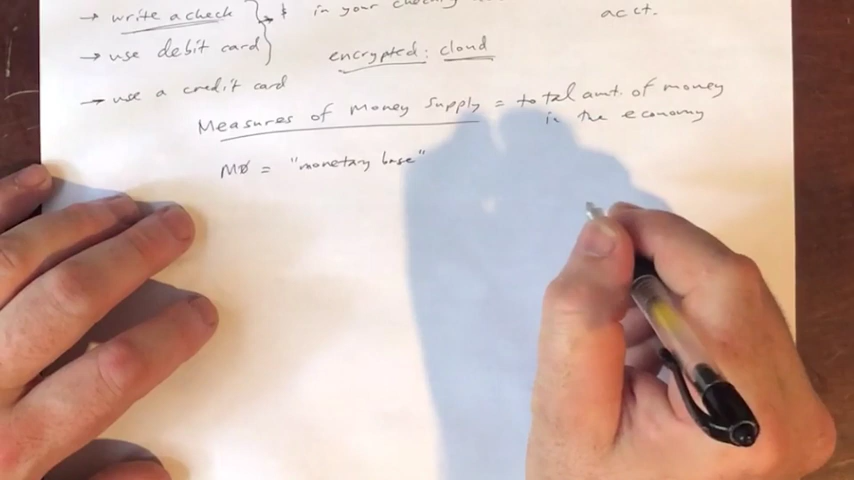 → write a check
→ $ in your checking
acct.
→ use debit card
encrypted: cloud
→ use a credit card
Measures of Money Supply = total amt. of money
in the economy
MØ = "monetary base"